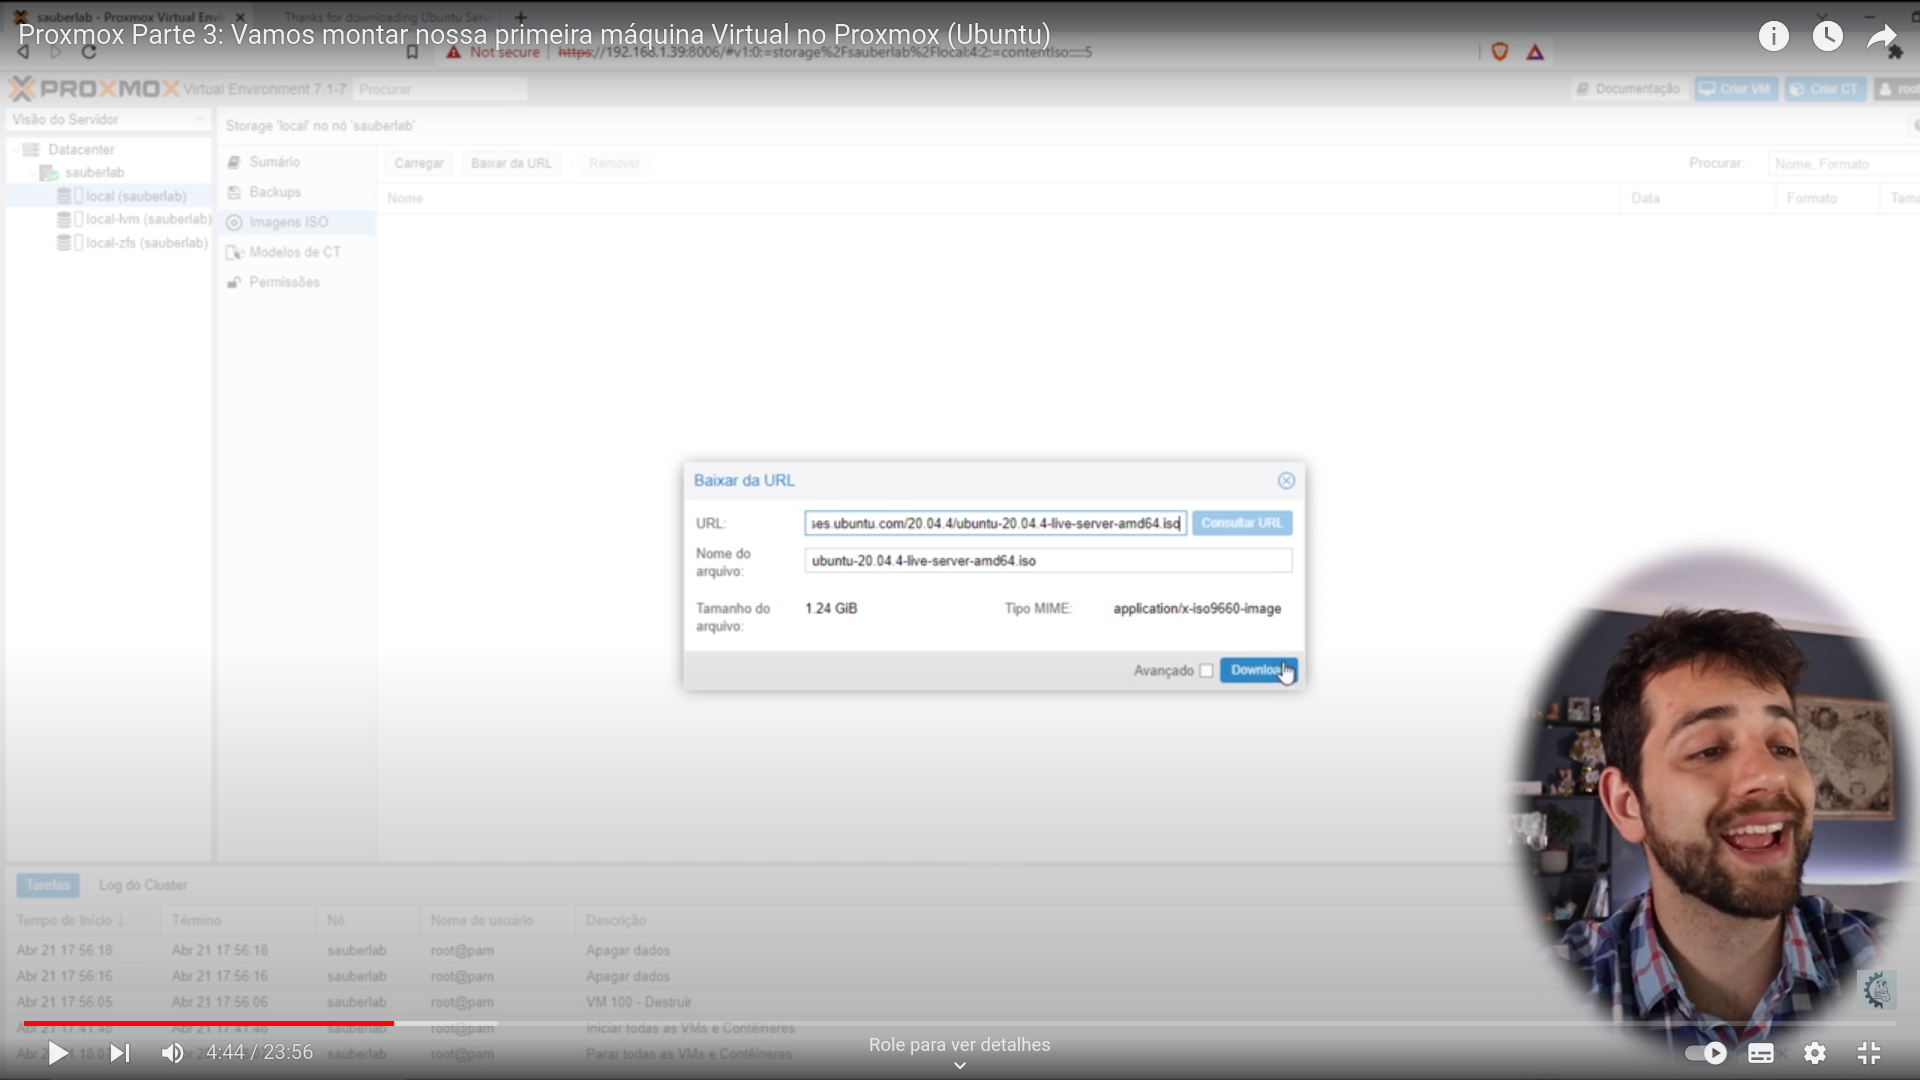 sauberlab - Proxmox Virtual Envi
Thanks for downloading Ubuntu Serv
Proxmox Parte 3: Vamos montar nossa primeira máquina Virtual no Proxmox (Ubuntu)
Not secure
https://192.168.1.39:8006/#v1:0:=storage%2Fsauberlab%2Flocal:4:2:=contentIso:::::5
PROXMOX Virtual Environment 7.1-7
Procurar
Documentação
Criar VM
Criar CT
root
Visão do Servidor
Storage 'local' no nó 'sauberlab'
Datacenter
sauberlab
local (sauberlab)
local-lvm (sauberlab)
local-zfs (sauberlab)
Sumário
Backups
Imagens ISO
Modelos de CT
Permissões
Carregar
Baixar da URL
Remover
Procurar:
Nome, Formato
Nome
Data
Formato
Tama
Baixar da URL
URL:
ses.ubuntu.com/20.04.4/ubuntu-20.04.4-live-server-amd64.iso
Consultar URL
Nome do
arquivo:
ubuntu-20.04.4-live-server-amd64.iso
Tamanho do
arquivo:
1.24 GiB
Tipo MIME:
application/x-iso9660-image
Avançado
Downloa
Tarefas
Log do Cluster
Tempo de Início
Término
Nó
Nome de usuário
Descrição
Abr 21 17:56:18
Abr 21 17:56:18
sauberlab
root@pam
Apagar dados
Abr 21 17:56:16
Abr 21 17:56:16
sauberlab
root@pam
Apagar dados
Abr 21 17:56:05
Abr 21 17:56:06
sauberlab
root@pam
VM 100 - Destruir
Abr 21 17:41:48
Abr 21 17:41:48
sauberlab
root@pam
Iniciar todas as VMs e Contêineres
sauberlab
root@pam
Parar todas as VMs e Contêineres
4:44 / 23:56
Role para ver detalhes